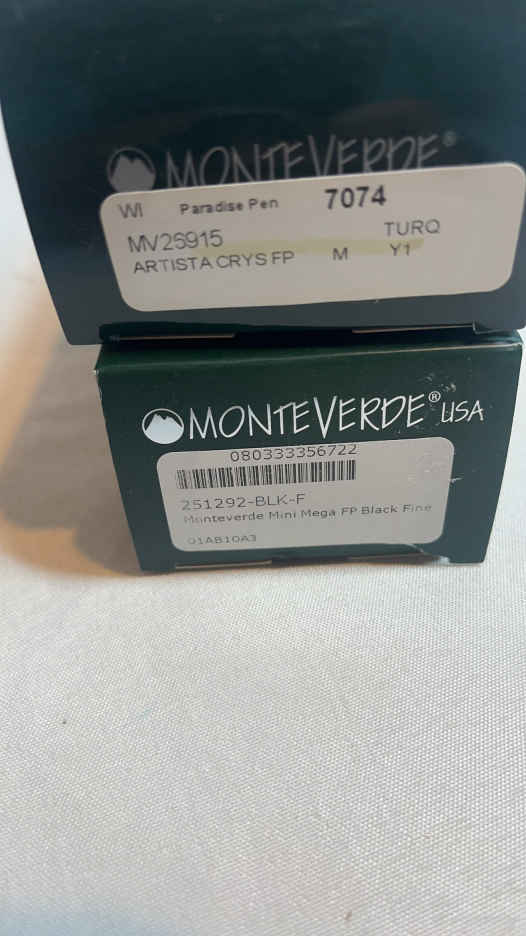 MONTEVERDE®
WI Paradise Pen 7074
MV26915 TURQ
ARTISTA CRYS FP M Y1
MONTEVERDE® USA
080333356722
251292-BLK-F
Monteverde Mini Mega FP Black Fine
01AB10A3